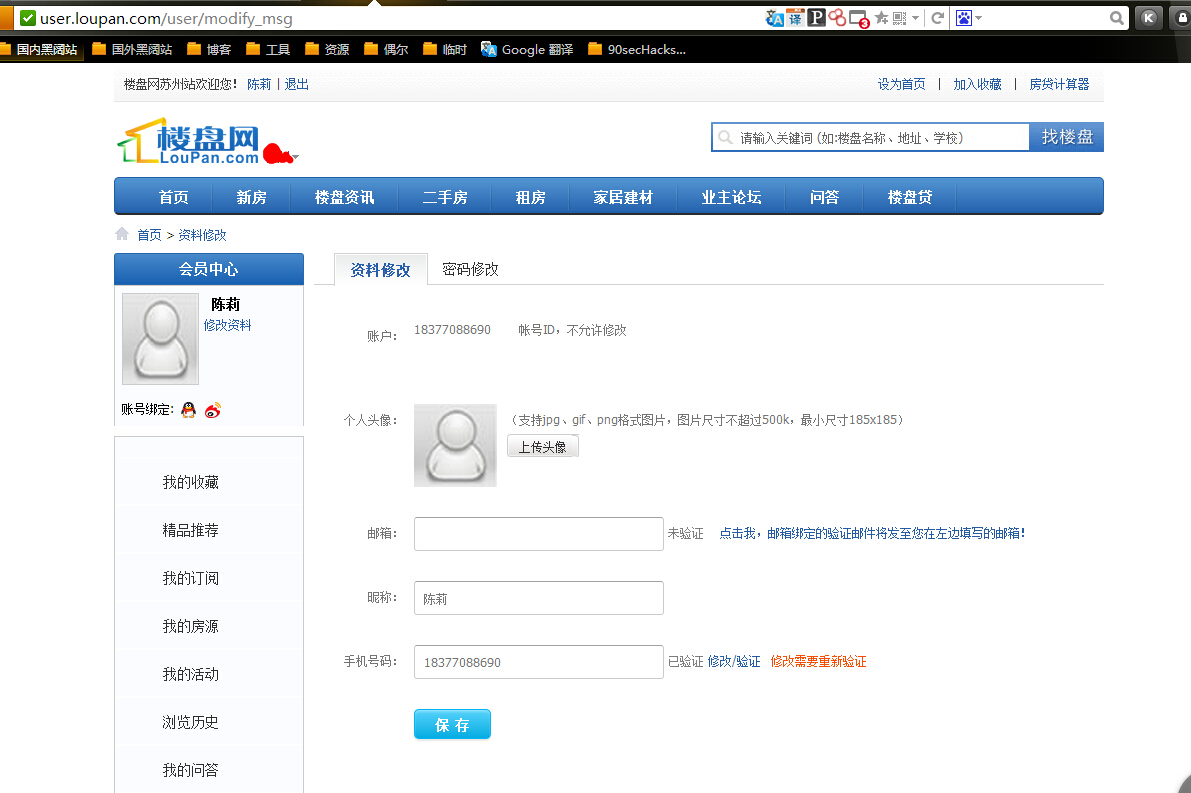 user.loupan.com/user/modify_msg
国内黑阔站 国外黑阔站 博客 工具 资源 偶尔 临时 Google 翻译 90secHacks...
楼盘网苏州站欢迎您! 陈莉 | 退出 设为首页 | 加入收藏 | 房贷计算器
楼盘网
LouPan.com
请输入关键词 (如:楼盘名称、地址、学校) 找楼盘
首页 新房 楼盘资讯 二手房 租房 家居建材 业主论坛 问答 楼盘贷
首页 > 资料修改
会员中心
陈莉
修改资料
账号绑定:
我的收藏
精品推荐
我的订阅
我的房源
我的活动
浏览历史
我的问答
资料修改 密码修改
账户: 18377088690 帐号ID，不允许修改
个人头像: （支持jpg、gif、png格式图片，图片尺寸不超过500k，最小尺寸185x185）
上传头像
邮箱: 未验证 点击我，邮箱绑定的验证邮件将发至您在左边填写的邮箱！
昵称: 陈莉
手机号码: 18377088690 已验证 修改/验证 修改需要重新验证
保 存